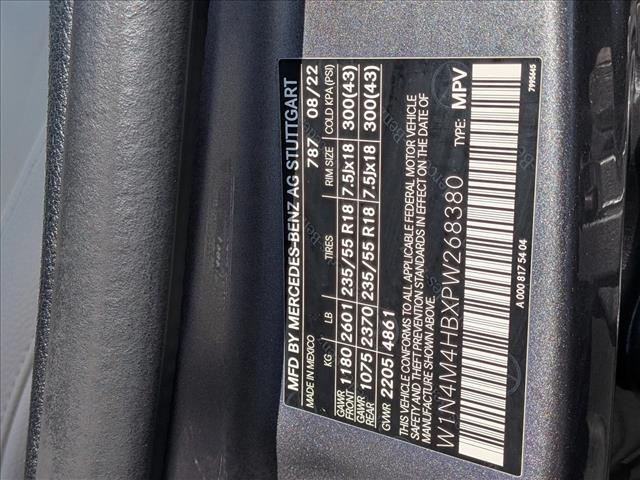 MFD BY MERCEDES-BENZ AG STUTTGART
MADE IN MEXICO 787 08/22
KG LB TIRES RIM SIZE COLD KPA (PSI)
GAWR FRONT 1180 2601 235/55 R18 7.5Jx18 300(43)
GAWR REAR 1075 2370 235/55 R18 7.5Jx18 300(43)
GVWR 2205 4861
THIS VEHICLE CONFORMS TO ALL APPLICABLE FEDERAL MOTOR VEHICLE
SAFETY AND THEFT PREVENTION STANDARDS IN EFFECT ON THE DATE OF
MANUFACTURE SHOWN ABOVE.
W1N4M4HBXPW268380 TYPE: MPV
A 000 817 54 04 7995645